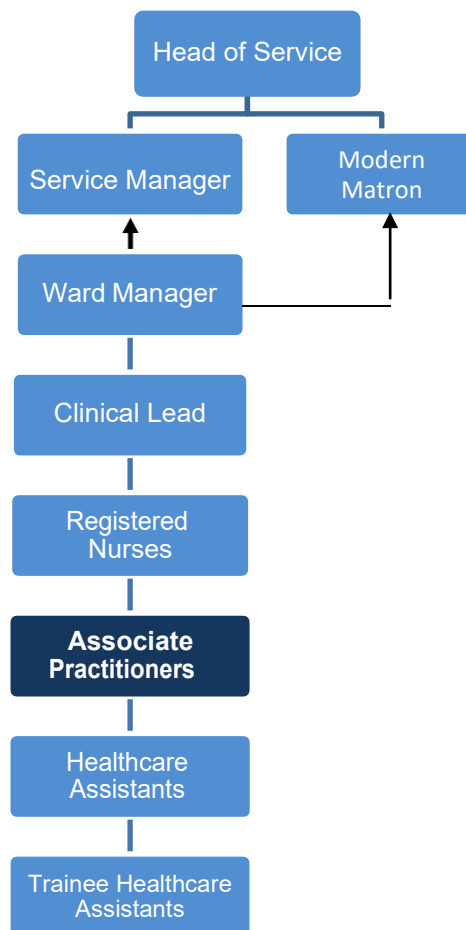 Head of Service
Service Manager
Modern
Matron
Ward Manager
Clinical Lead
Registered
Nurses
Associate
Practitioners
Healthcare
Assistants
Trainee Healthcare
Assistants